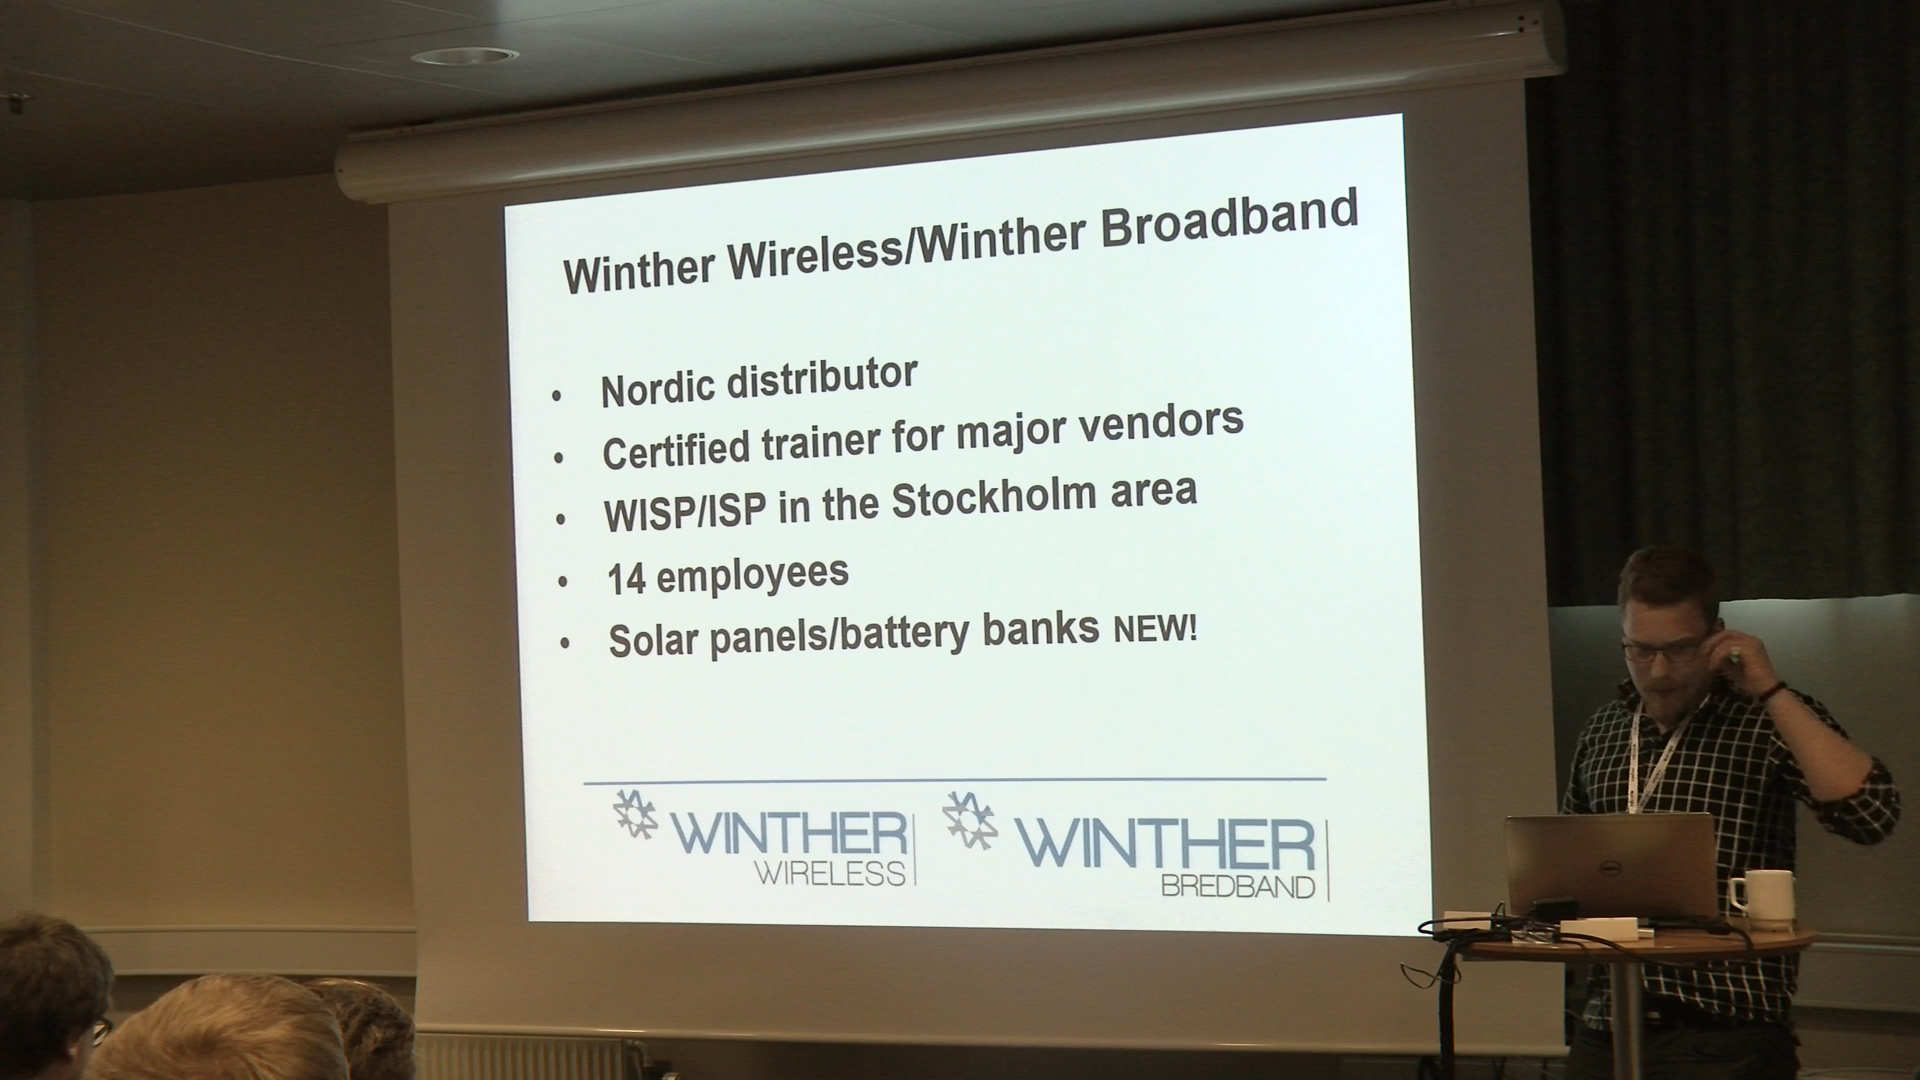 Winther Wireless/Winther Broadband
• Nordic distributor
• Certified trainer for major vendors
• WISP/ISP in the Stockholm area
• 14 employees
• Solar panels/battery banks NEW!
WINTHER
WIRELESS
WINTHER
BREDBAND